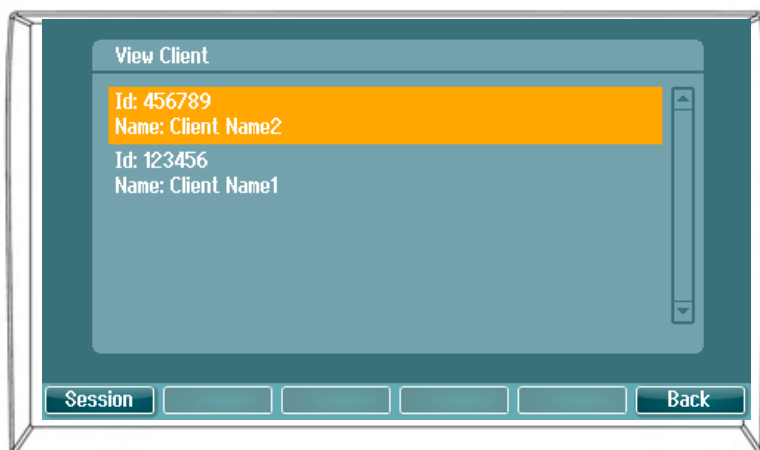 View Client
Id: 456789
Name: Client Name2
Id: 123456
Name: Client Name1
Session
Back